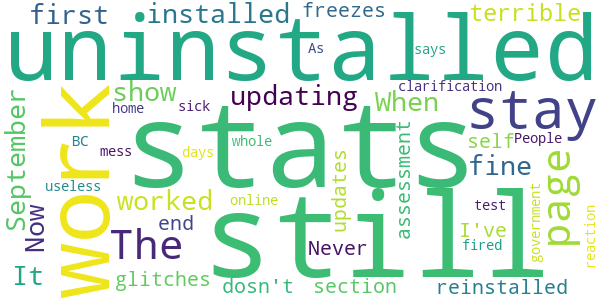 first installed freezes terrible
uninstalled
As says
show updating When clarification stay
home sick
September work stats self People
BC whole
mess days assessment fine page
useless worked online updates still
Now The end Never I've test government reaction
fired
It glitches dosn't section reinstalled